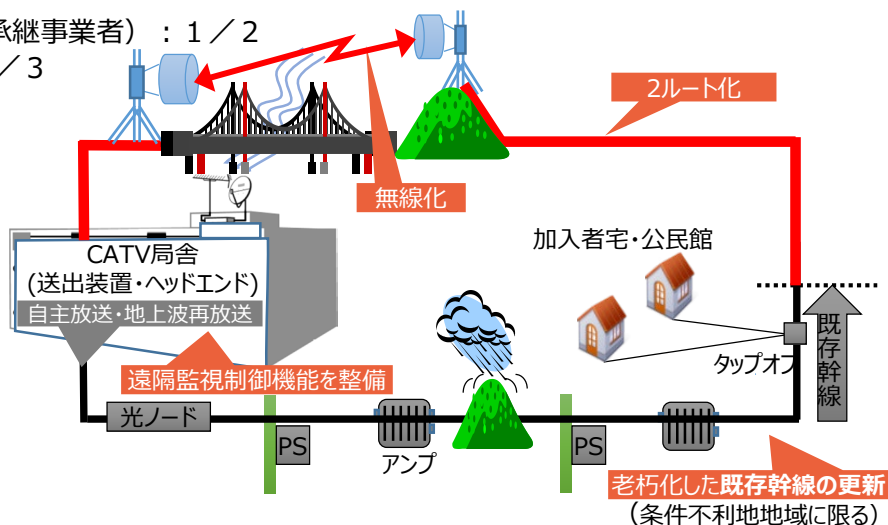 承継事業者）：１／２
／３
2ルート化
無線化
CATV局舎
(送出装置・ヘッドエンド)
自主放送・地上波再放送
遠隔監視制御機能を整備
加入者宅・公民館
タップオフ
既存幹線
光ノード
PS
アンプ
PS
老朽化した既存幹線の更新
（条件不利地地域に限る）